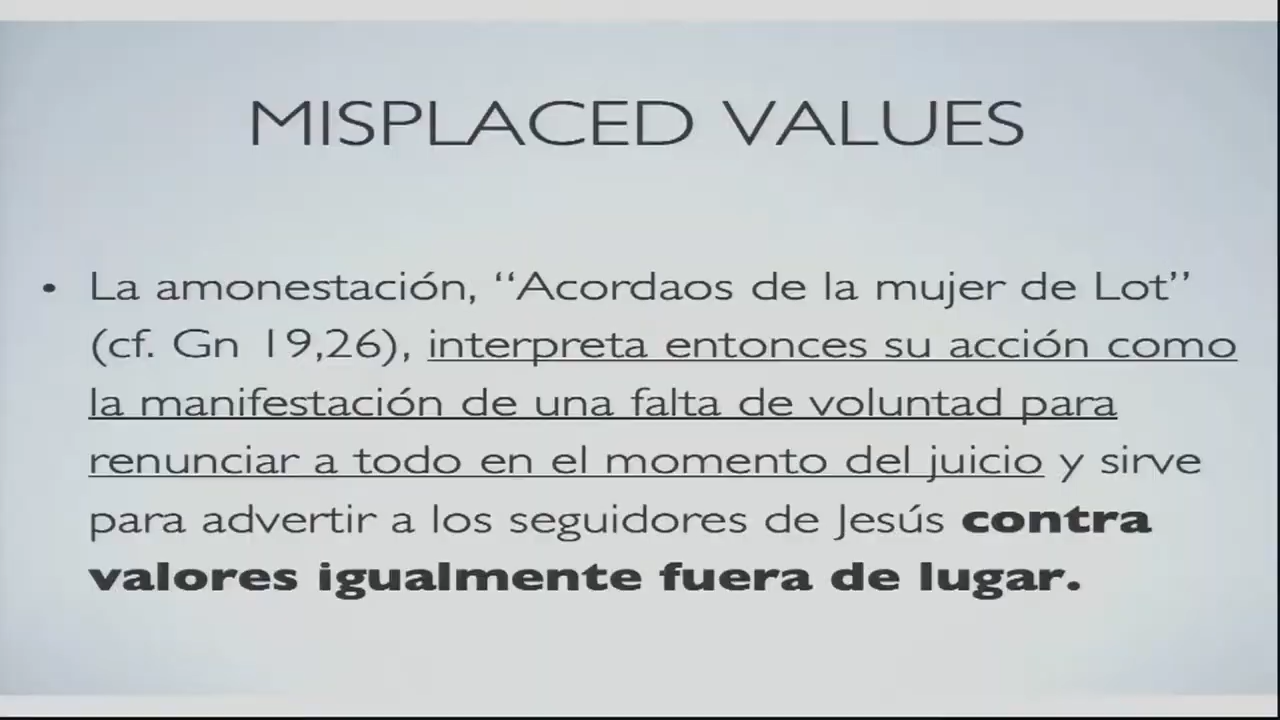 MISPLACED VALUES
• La amonestación, “Acordaos de la mujer de Lot”
(cf. Gn 19,26), interpreta entonces su acción como
la manifestación de una falta de voluntad para
renunciar a todo en el momento del juicio y sirve
para advertir a los seguidores de Jesús contra
valores igualmente fuera de lugar.